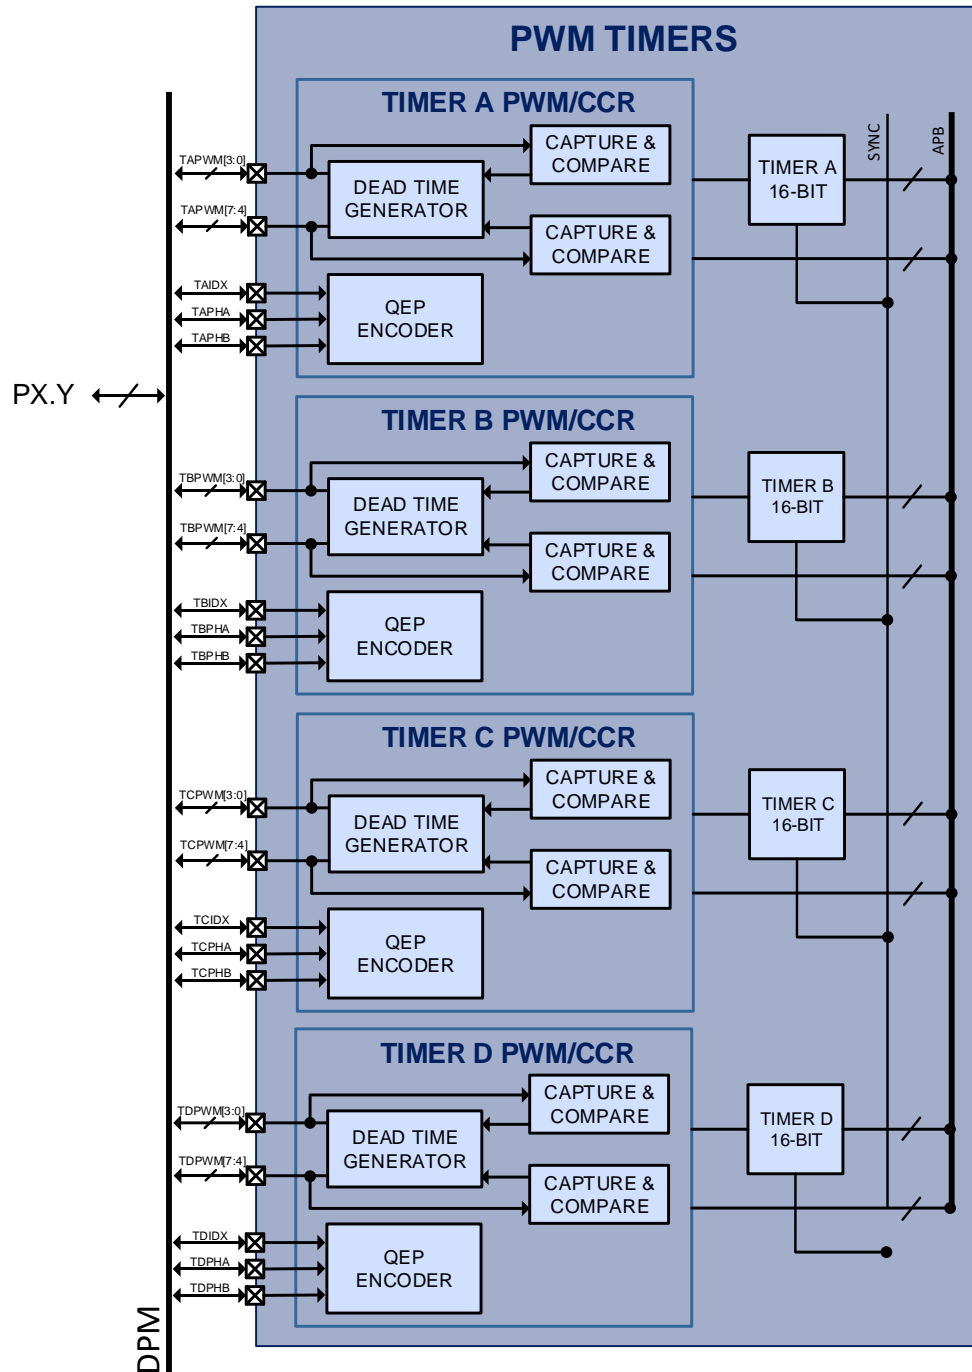 PWM TIMERS
TIMER A PWM/CCR
SYNC
APB
TAPWM[3:0]
CAPTURE &
COMPARE
TIMER A
16-BIT
DEAD TIME
GENERATOR
TAPWM[7:4]
CAPTURE &
COMPARE
TAIDX
TAPHA
TAPHB
QEP
ENCODER
PX.Y
TIMER B PWM/CCR
TBPWM[3:0]
CAPTURE &
COMPARE
TIMER B
16-BIT
DEAD TIME
GENERATOR
TBPWM[7:4]
CAPTURE &
COMPARE
TBIDX
TBPHA
TBPHB
QEP
ENCODER
TIMER C PWM/CCR
TCPWM[3:0]
CAPTURE &
COMPARE
TIMER C
16-BIT
DEAD TIME
GENERATOR
TCPWM[7:4]
CAPTURE &
COMPARE
TCIDX
TCPHA
TCPHB
QEP
ENCODER
TIMER D PWM/CCR
TDPWM[3:0]
CAPTURE &
COMPARE
TIMER D
16-BIT
DEAD TIME
GENERATOR
TDPWM[7:4]
CAPTURE &
COMPARE
TDIDX
TDPHA
TDPHB
QEP
ENCODER
DPM